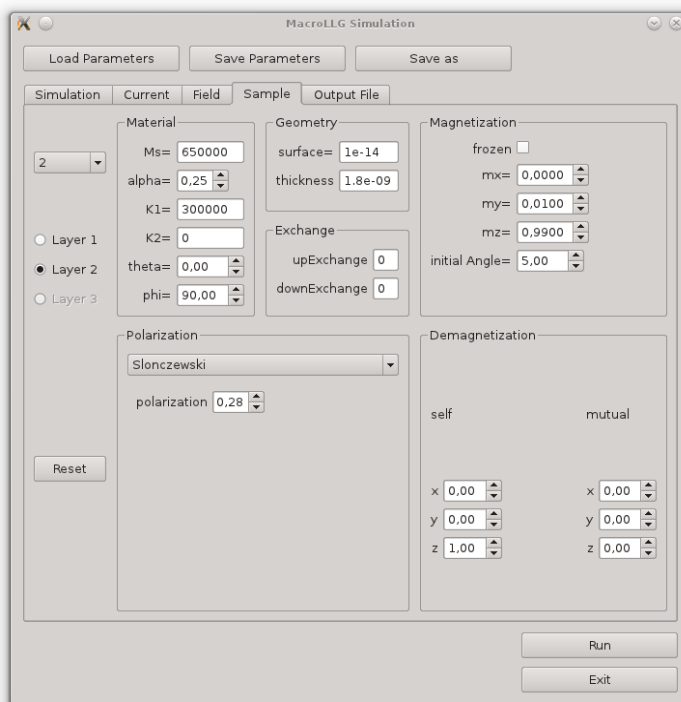 MacroLLG Simulation
Load Parameters
Save Parameters
Save as
Simulation
Current
Field
Sample
Output File
2
Layer 1
Layer 2
Layer 3
Reset
Material
Ms= 650000
alpha= 0,25
K1= 300000
K2= 0
theta= 0,00
phi= 90,00
Geometry
surface= 1e-14
thickness 1.8e-09
Exchange
upExchange 0
downExchange 0
Magnetization
frozen
mx= 0,0000
my= 0,0100
mz= 0,9900
initial Angle= 5,00
Polarization
Slonczewski
polarization 0,28
Demagnetization
self mutual
x 0,00 x 0,00
y 0,00 y 0,00
z 1,00 z 0,00
Run
Exit